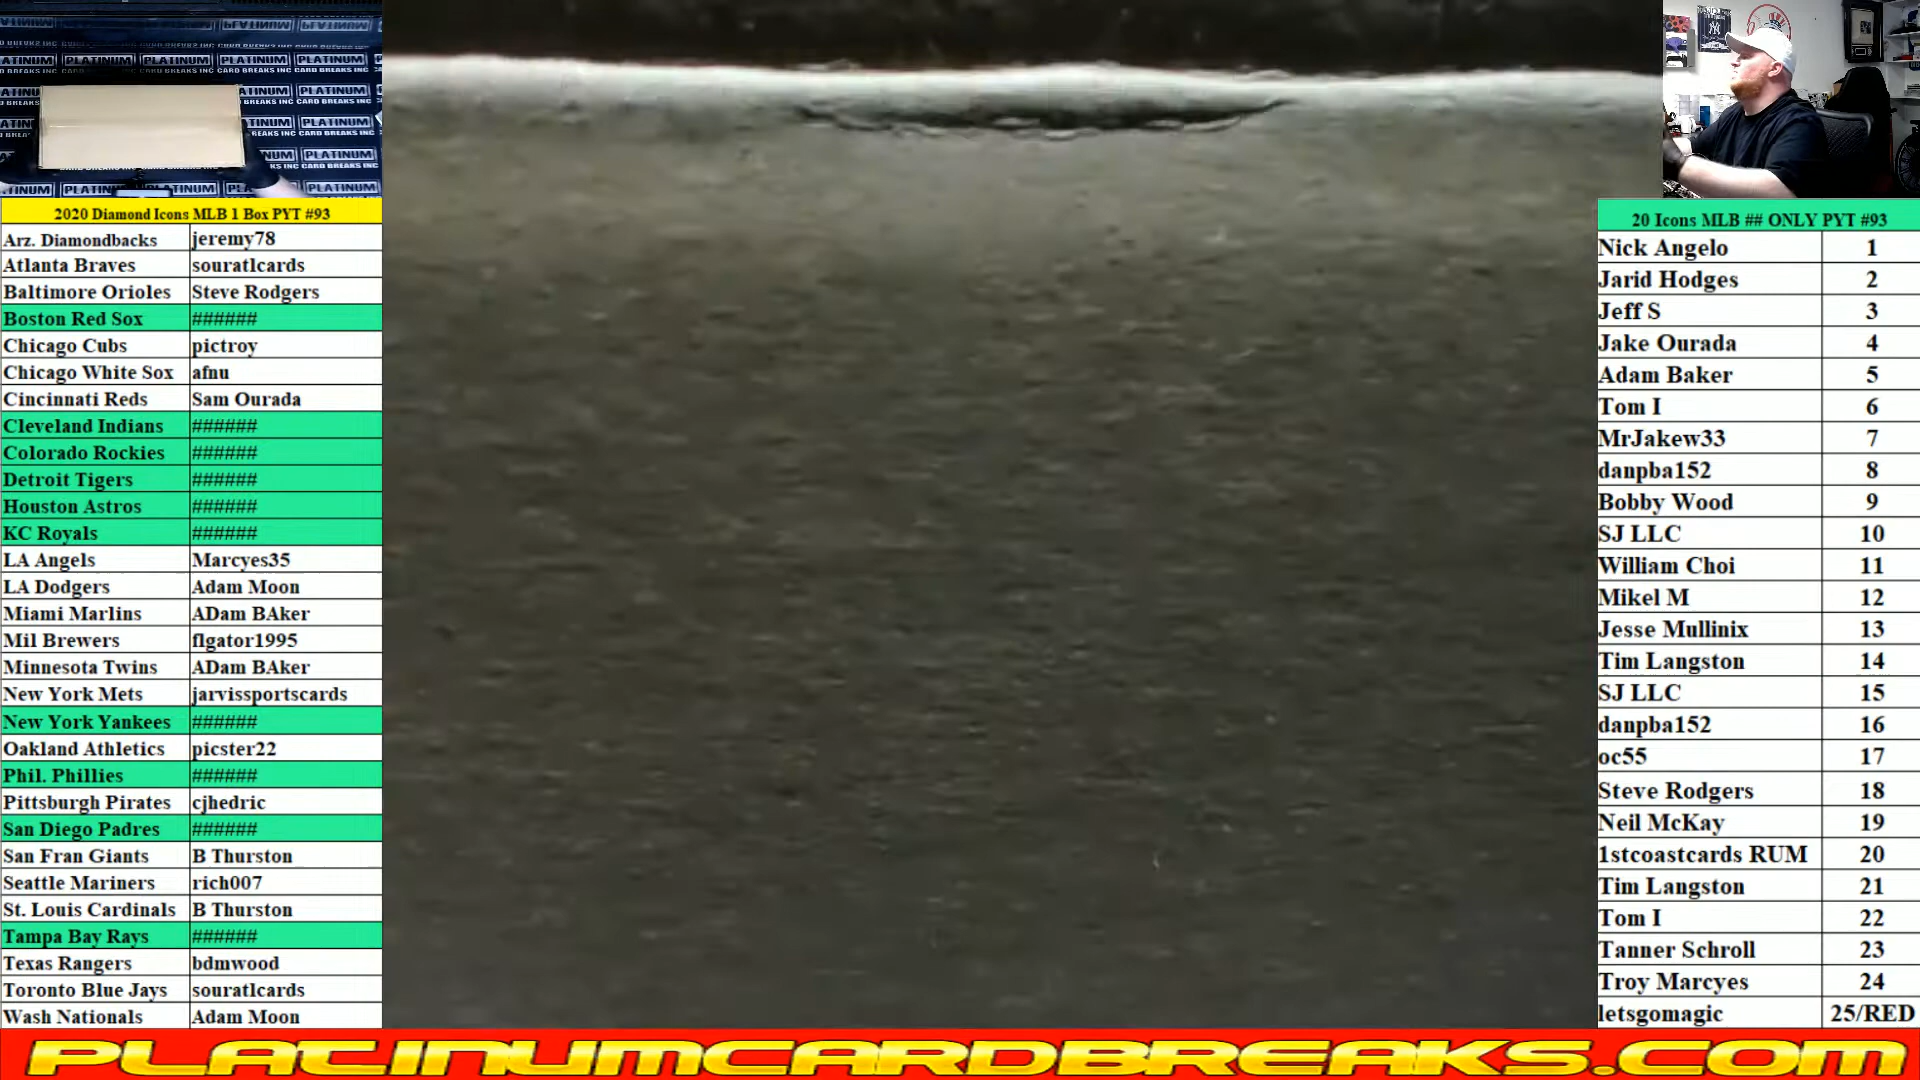 PLATINUM
CARD BREAKS INC
2020 Diamond Icons MLB 1 Box PYT #93
Arz. Diamondbacks jeremy78
Atlanta Braves souratlcards
Baltimore Orioles Steve Rodgers
Boston Red Sox ######
Chicago Cubs pictroy
Chicago White Sox afnu
Cincinnati Reds Sam Ourada
Cleveland Indians ######
Colorado Rockies ######
Detroit Tigers ######
Houston Astros ######
KC Royals ######
LA Angels Marcyes35
LA Dodgers Adam Moon
Miami Marlins ADam BAker
Mil Brewers flgator1995
Minnesota Twins ADam BAker
New York Mets jarvissportscards
New York Yankees ######
Oakland Athletics picster22
Phil. Phillies ######
Pittsburgh Pirates cjhedric
San Diego Padres ######
San Fran Giants B Thurston
Seattle Mariners rich007
St. Louis Cardinals B Thurston
Tampa Bay Rays ######
Texas Rangers bdmwood
Toronto Blue Jays souratlcards
Wash Nationals Adam Moon
20 Icons MLB ## ONLY PYT #93
Nick Angelo 1
Jarid Hodges 2
Jeff S 3
Jake Ourada 4
Adam Baker 5
Tom I 6
MrJakew33 7
danpba152 8
Bobby Wood 9
SJ LLC 10
William Choi 11
Mikel M 12
Jesse Mullinix 13
Tim Langston 14
SJ LLC 15
danpba152 16
oc55 17
Steve Rodgers 18
Neil McKay 19
1stcoastcards RUM 20
Tim Langston 21
Tom I 22
Tanner Schroll 23
Troy Marcyes 24
letsgomagic 25/RED
PLATINUMCARDBREAKS.COM